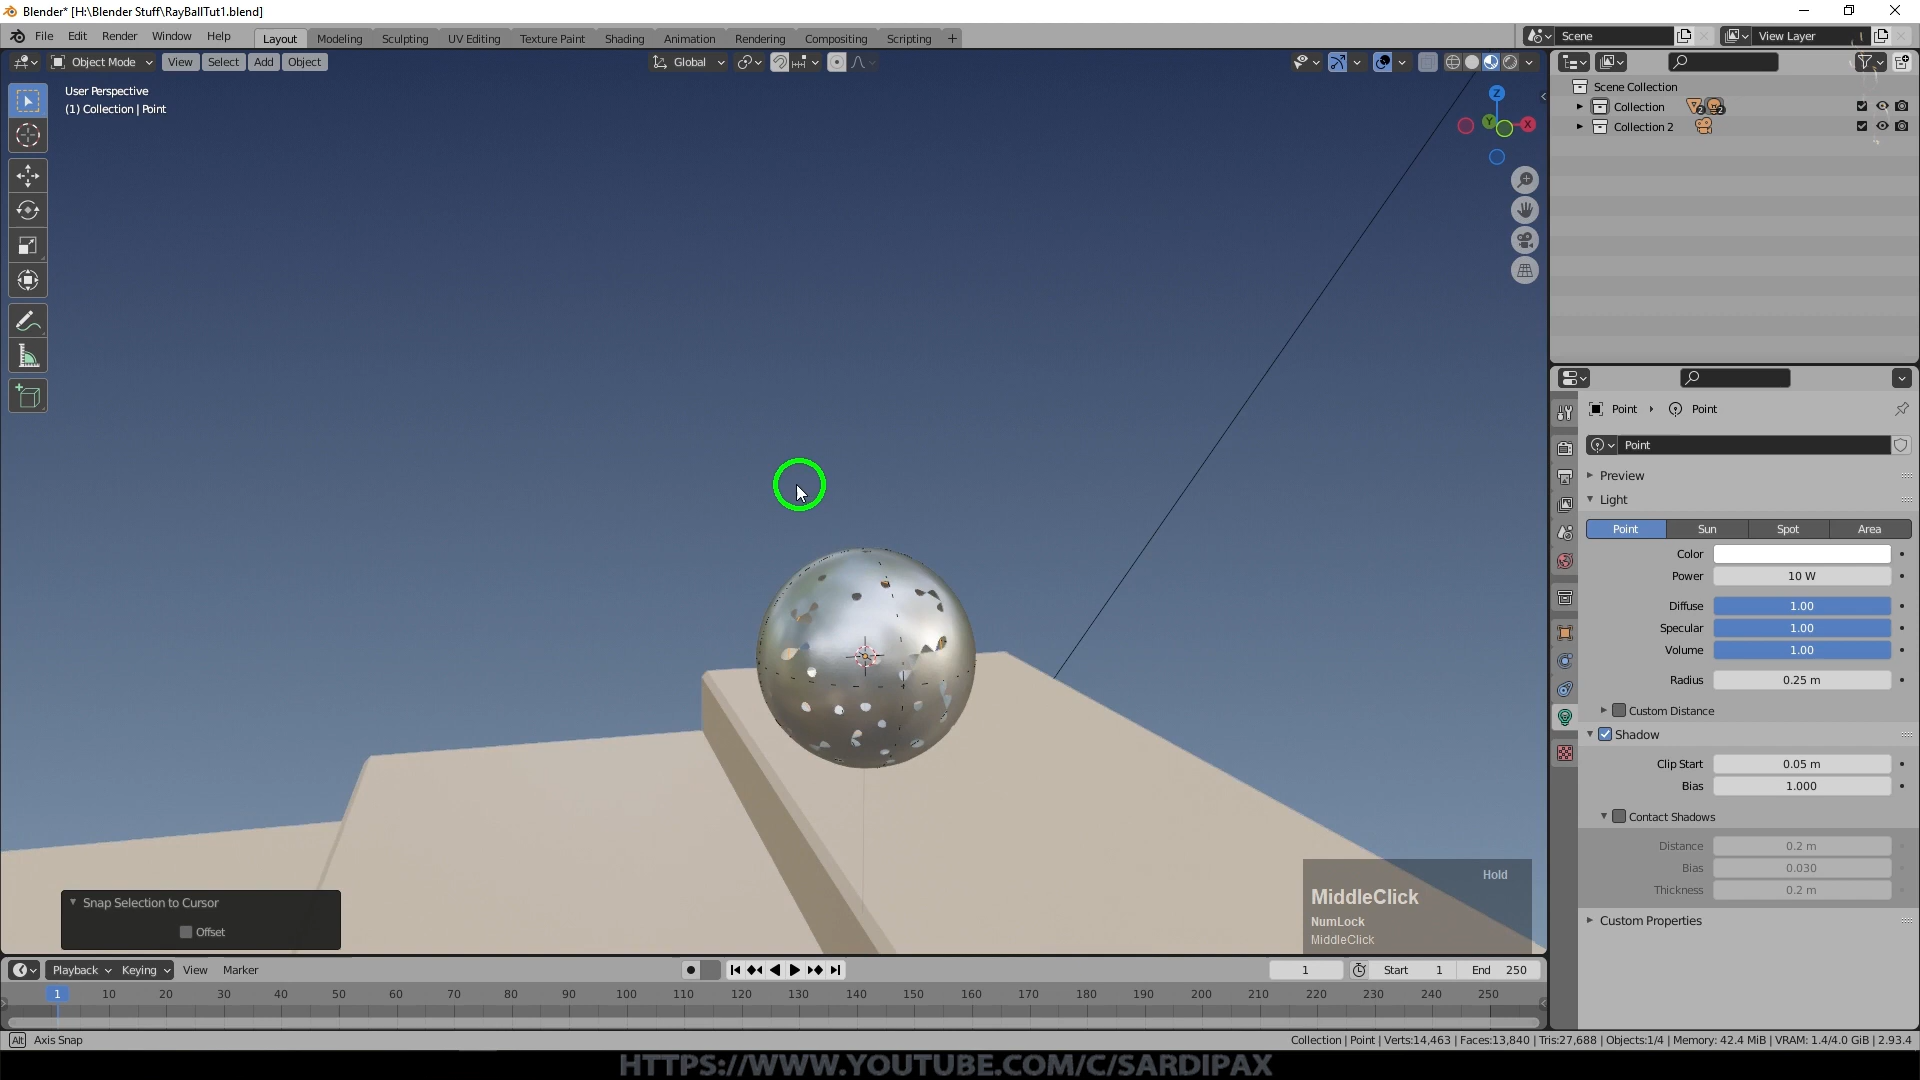 Blender* [H:\Blender Stuff\RayBallTut1.blend]
File Edit Render Window Help
Layout Modeling Sculpting UV Editing Texture Paint Shading Animation Rendering Compositing Scripting +
Scene
View Layer
Object Mode
View Select Add Object
Global
User Perspective
(1) Collection | Point
Z
Y
X
Scene Collection
Collection
2
2
Collection 2
Point
Point
Point
Preview
Light
Point Sun Spot Area
Color
Power 10 W
Diffuse 1.00
Specular 1.00
Volume 1.00
Radius 0.25 m
Custom Distance
Shadow
Clip Start 0.05 m
Bias 1.000
Contact Shadows
Distance 0.2 m
Bias 0.030
Thickness 0.2 m
Custom Properties
Hold
MiddleClick
NumLock
MiddleClick
Snap Selection to Cursor
Offset
Playback Keying View Marker
1
Start 1
End 250
1 10 20 30 40 50 60 70 80 90 100 110 120 130 140 150 160 170 180 190 200 210 220 230 240 250
Alt Axis Snap
Collection | Point | Verts:14,463 | Faces:13,840 | Tris:27,688 | Objects:1/4 | Memory: 42.4 MiB | VRAM: 1.4/4.0 GiB | 2.93.4
HTTPS://WWW.YOUTUBE.COM/C/SARDIPAX